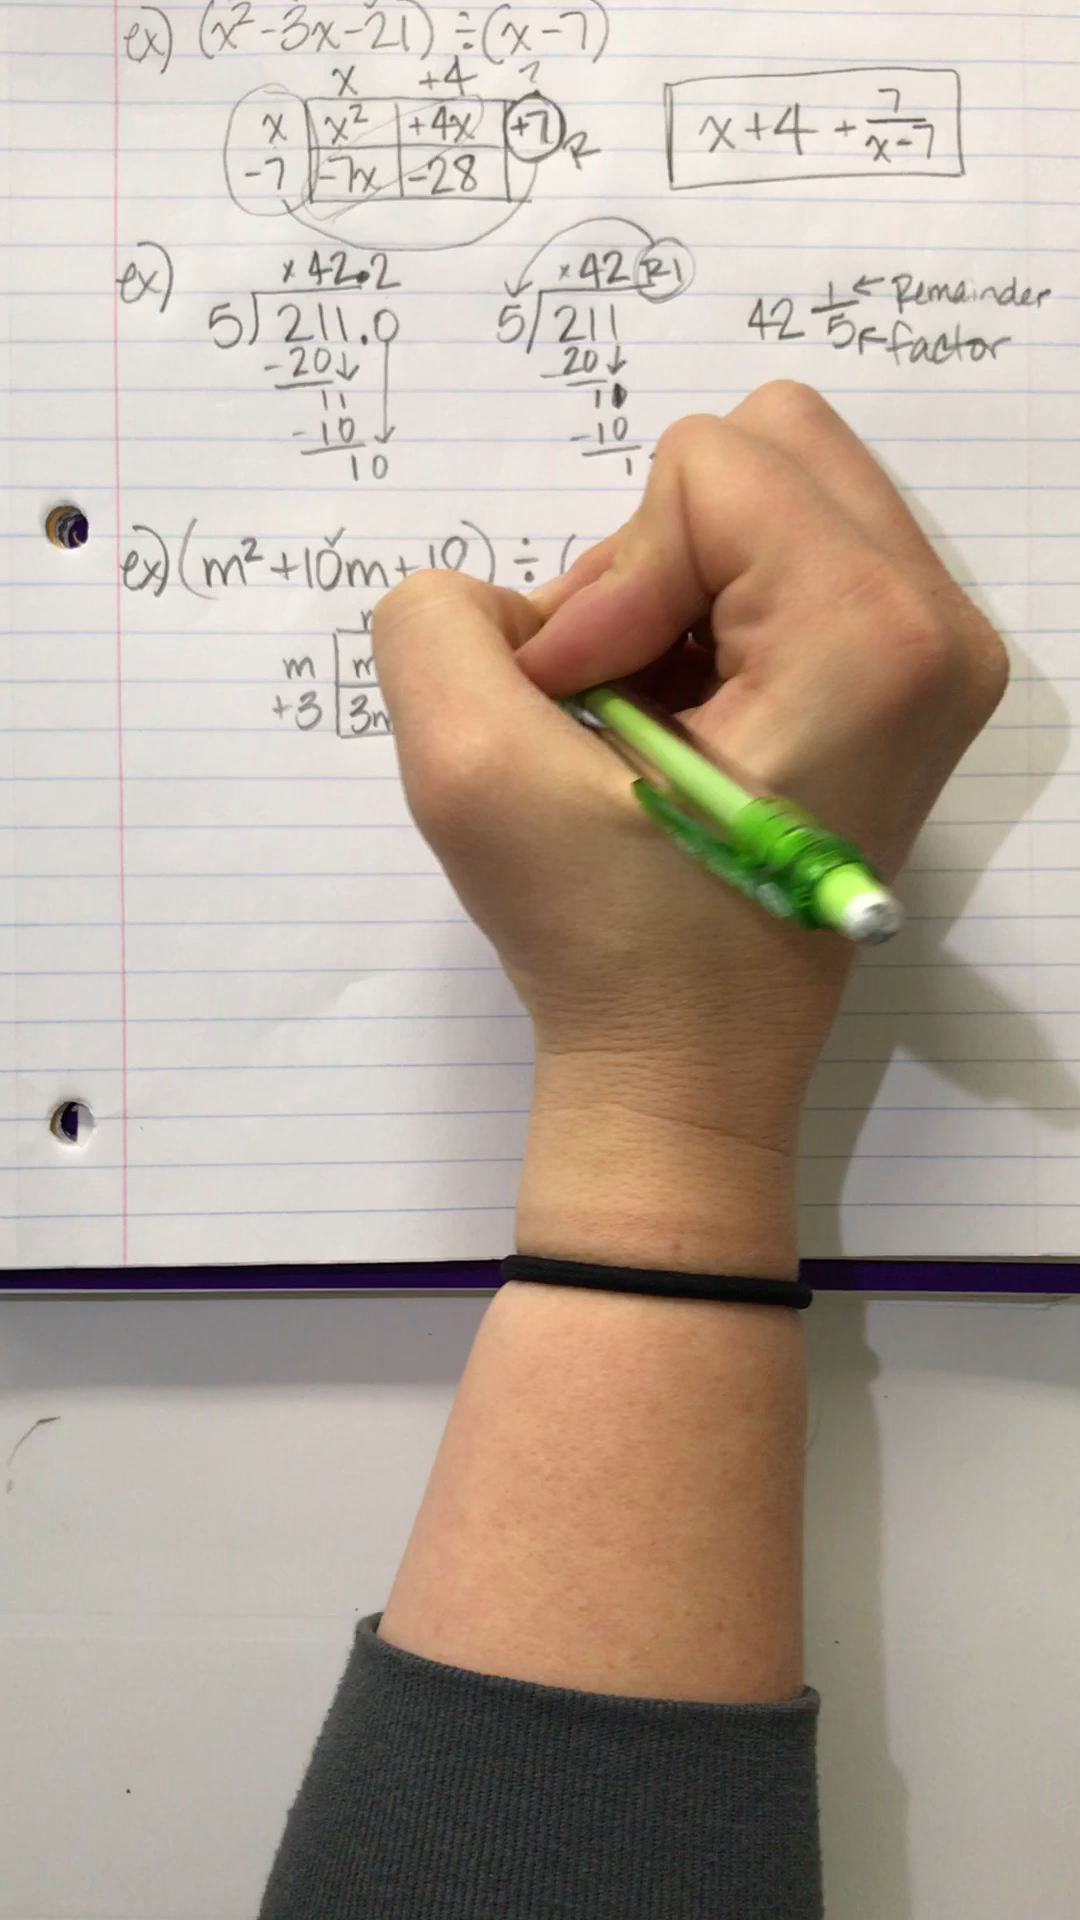 ex) (x²-3x-21) ÷ (x-7)
x +4 ?
x x² +4x +7 R
-7 -7x -28
x+4 + 7/x-7
ex) x 42.2
5) 211.0
-20
11
-10
10
x 42 R1
5) 211
20
11
-10
1
42 1/5 ← Remainder
← factor
ex) (m²+10m+10) ÷ (
m m
+3 3m